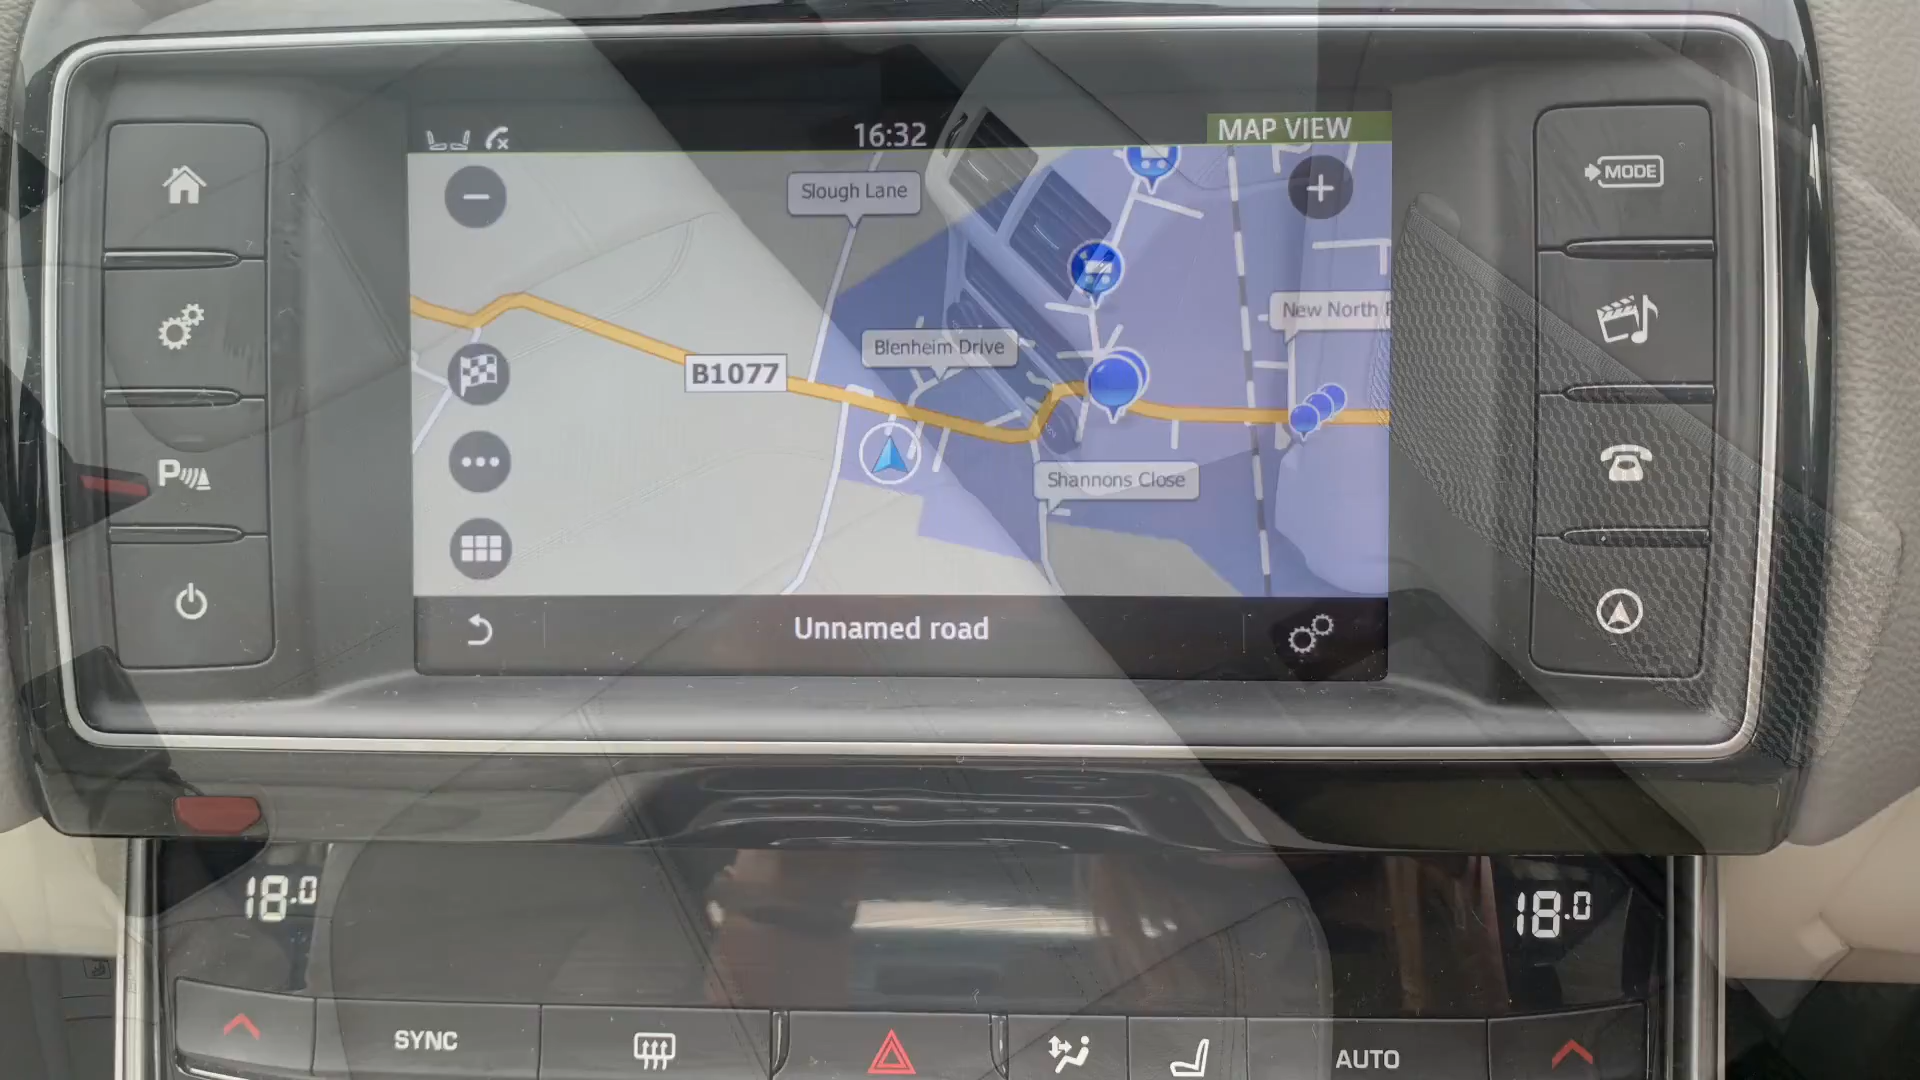 16:32
MAP VIEW
MODE
Slough Lane
New North
Blenheim Drive
B1077
P
Shannons Close
Unnamed road
18.0
18.0
SYNC
AUTO